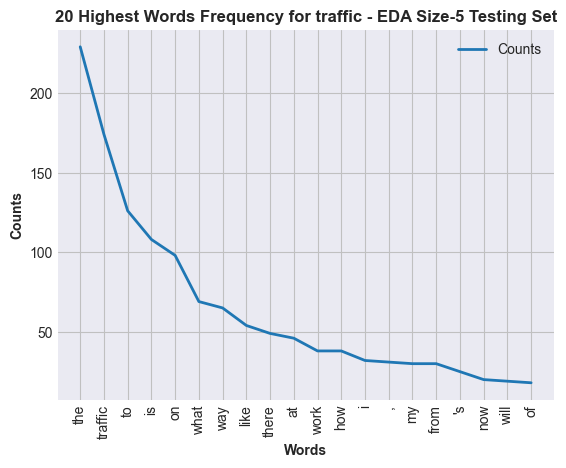 20 Highest Words Frequency for traffic - EDA Size-5 Testing Set
Counts
200
150
100
50
Counts
the
traffic
to
is
on
what
way
like
there
at
work
how
i
,
my
from
's
now
will
of
Words